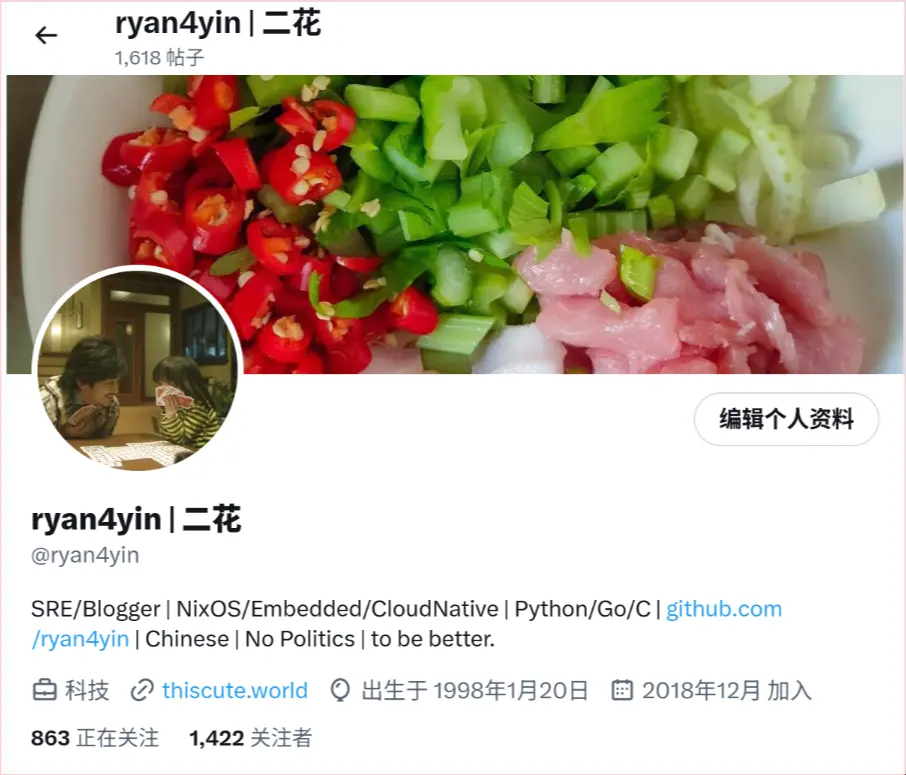 ryan4yin | 二花
1,618 帖子
编辑个人资料
ryan4yin | 二花
@ryan4yin
SRE/Blogger | NixOS/Embedded/CloudNative | Python/Go/C | github.com
/ryan4yin | Chinese | No Politics | to be better.
科技 thiscute.world 出生于 1998年1月20日 2018年12月 加入
863 正在关注 1,422 关注者